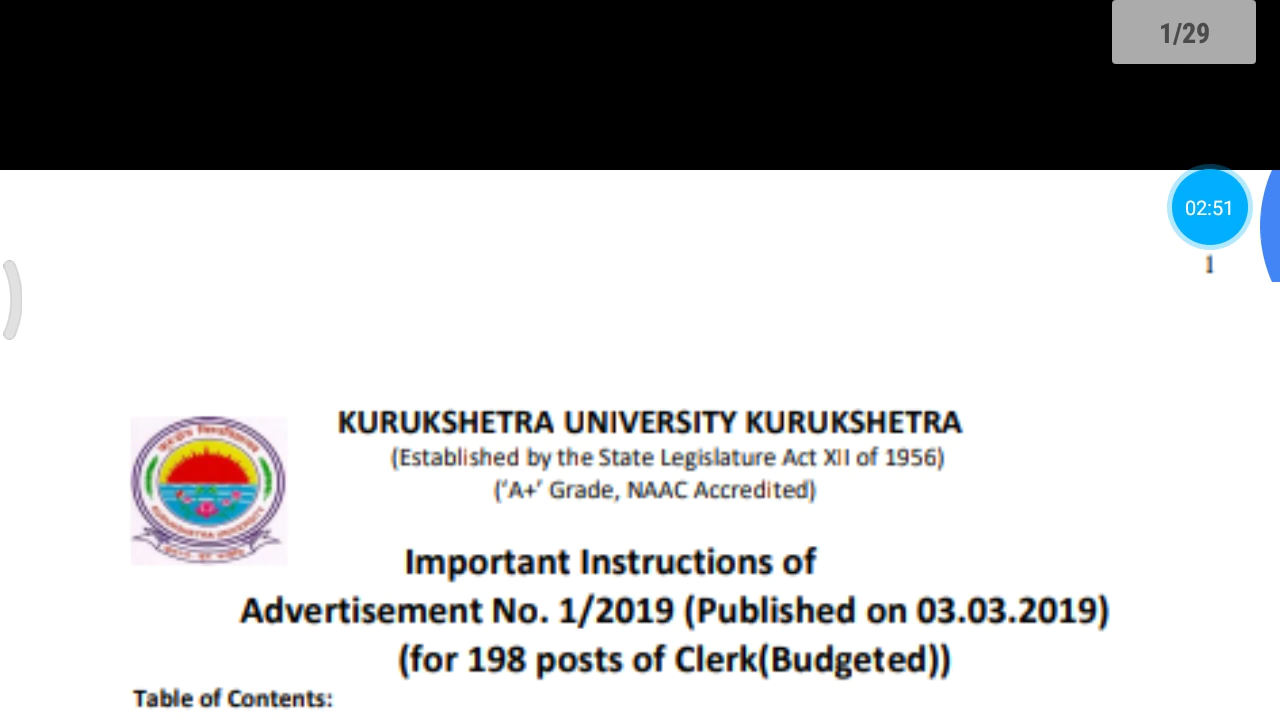 1/29
02:51
1
KURUKSHETRA UNIVERSITY KURUKSHETRA
(Established by the State Legislature Act XII of 1956)
('A+' Grade, NAAC Accredited)
KURUKSHETRA UNIVERSITY
Important Instructions of
Advertisement No. 1/2019 (Published on 03.03.2019)
(for 198 posts of Clerk(Budgeted))
Table of Contents: